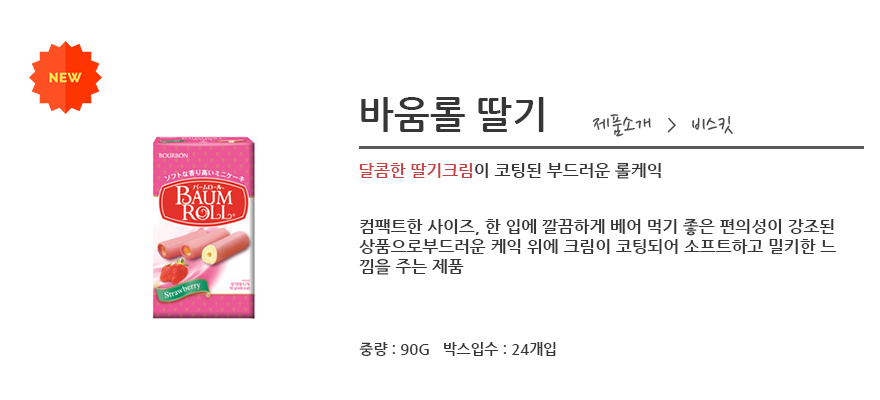 NEW
바움롤 딸기
제품소개 > 비스킷
달콤한 딸기크림이 코팅된 부드러운 롤케익
BOURBON
ソフトな香り高いミニケーキ
バームロール
BAUM
ROLL
Strawberry
컴팩트한 사이즈, 한 입에 깔끔하게 베어 먹기 좋은 편의성이 강조된
상품으로부드러운 케익 위에 크림이 코팅되어 소프트하고 밀키한 느
낌을 주는 제품
중량 : 90G 박스입수 : 24개입